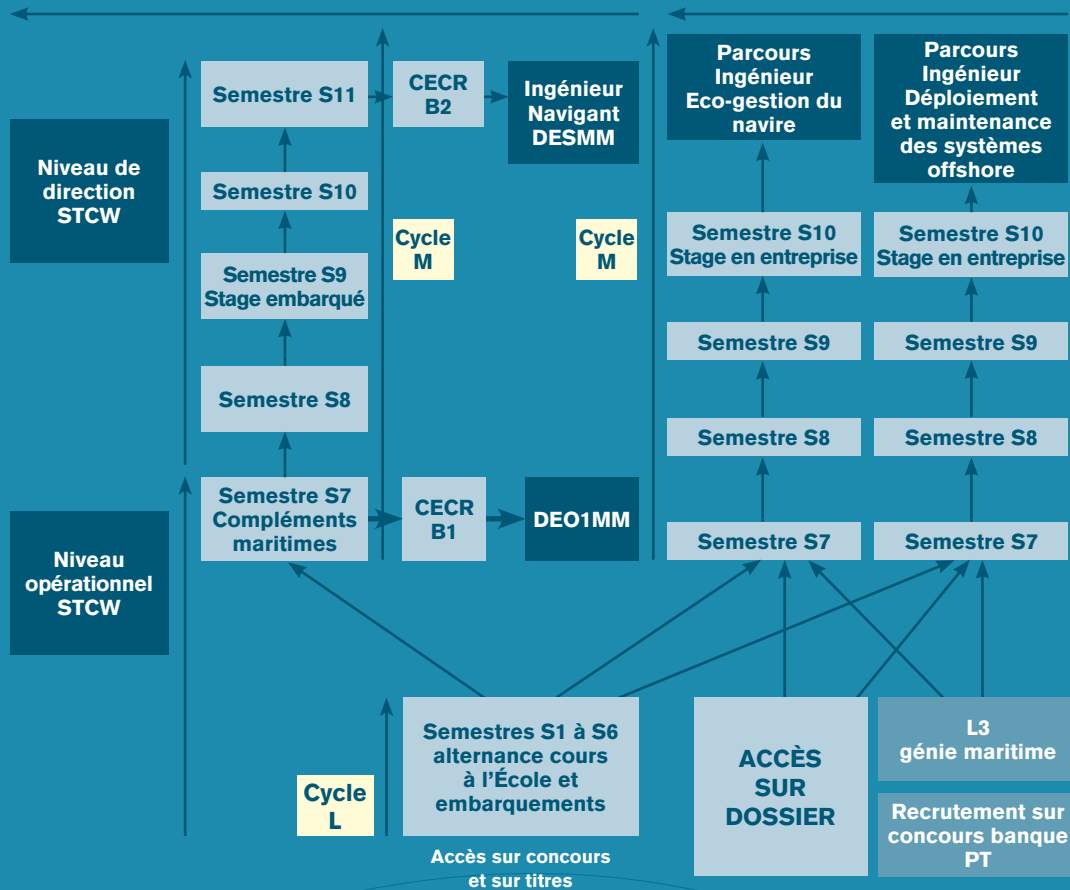 Niveau de
direction
STCW
Niveau
opérationnel
STCW
Semestre S11
Semestre S10
Semestre S9
Stage embarqué
Semestre S8
Semestre S7
Compléments
maritimes
CECR
B2
Ingénieur
Navigant
DESMM
Cycle
M
CECR
B1
DEO1MM
Cycle
M
Parcours
Ingénieur
Eco-gestion du
navire
Semestre S10
Stage en entreprise
Semestre S9
Semestre S8
Semestre S7
Parcours
Ingénieur
Déploiement
et maintenance
des systèmes
offshore
Semestre S10
Stage en entreprise
Semestre S9
Semestre S8
Semestre S7
Cycle
L
Semestres S1 à S6
alternance cours
à l'École et
embarquements
Accès sur concours
et sur titres
ACCÈS
SUR
DOSSIER
L3
génie maritime
Recrutement sur
concours banque
PT